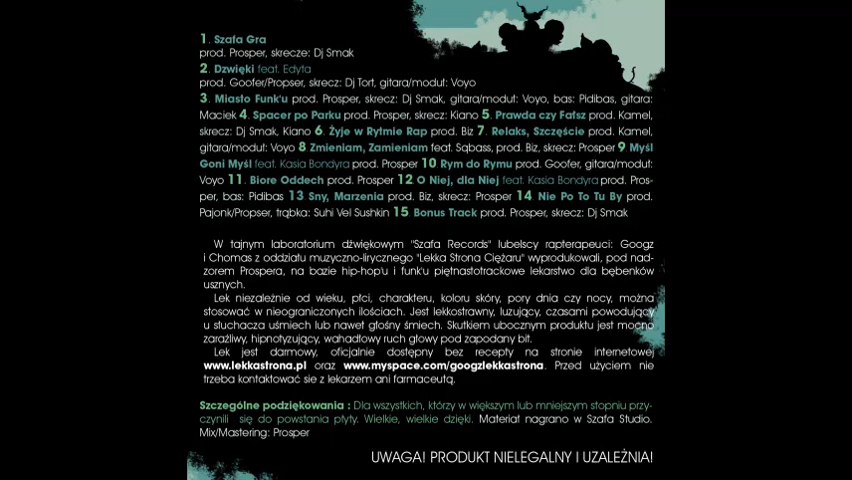 1. Szafa Gra
prod. Prosper, skrecze: Dj Smak
2. Dzwięki feat. Edyta
prod. Goofer/Propser, skrecz: Dj Tort, gitara/moduł: Voyo
3. Miasto Funk'u prod. Prosper, skrecz: Dj Smak, gitara/moduł: Voyo, bas: Pidibas, gitara:
Maciek 4. Spacer po Parku prod. Prosper, skrecz: Kiano 5. Prawda czy Fałsz prod. Kamel,
skrecz: Dj Smak, Kiano 6. Żyje w Rytmie Rap prod. Biz 7. Relaks, Szczęście prod. Kamel,
gitara/moduł: Voyo 8 Zmieniam, Zamieniam feat. Sąbass, prod. Biz, skrecz: Prosper 9 Myśl
Goni Myśl feat. Kasia Bondyra prod. Prosper 10 Rym do Rymu prod. Goofer, gitara/moduł:
Voyo 11. Biore Oddech prod. Prosper 12 O Niej, dla Niej feat. Kasia Bondyra prod. Pros-
per, bas: Pidibas 13 Sny, Marzenia prod. Biz, skrecz: Prosper 14. Nie Po To Tu By prod.
Pajonk/Propser, trąbka: Suhi Vel Sushkin 15. Bonus Track prod. Prosper, skrecz: Dj Smak
W tajnym laboratorium dźwiękowym "Szafa Records" lubelscy rapterapeuci: Googz
i Chomas z oddziału muzyczno-lirycznego "Lekka Strona Ciężaru" wyprodukowali, pod nad-
zorem Prospera, na bazie hip-hop'u i funk'u piętnastotrackowe lekarstwo dla bębenków
usznych.
Lek niezależnie od wieku, płci, charakteru, koloru skóry, pory dnia czy nocy, można
stosować w nieograniczonych ilościach. Jest lekkostrawny, luzujący, czasami powodujący
u słuchacza uśmiech lub nawet głośny śmiech. Skutkiem ubocznym produktu jest mocno
zaraźliwy, hipnotyzujący, wahadłowy ruch głowy pod zapodany bit.
Lek jest darmowy, oficjalnie dostępny bez recepty na stronie internetowej
www.lekkastrona.pl oraz www.myspace.com/googzlekkastrona. Przed użyciem nie
trzeba kontaktować sie z lekarzem ani farmaceutą.
Szczególne podziękowania : Dla wszystkich, którzy w większym lub mniejszym stopniu przy-
czynili się do powstania płyty. Wielkie, wielkie dzięki. Materiał nagrano w Szafa Studio.
Mix/Mastering: Prosper
UWAGA! PRODUKT NIELEGALNY I UZALEŻNIA!